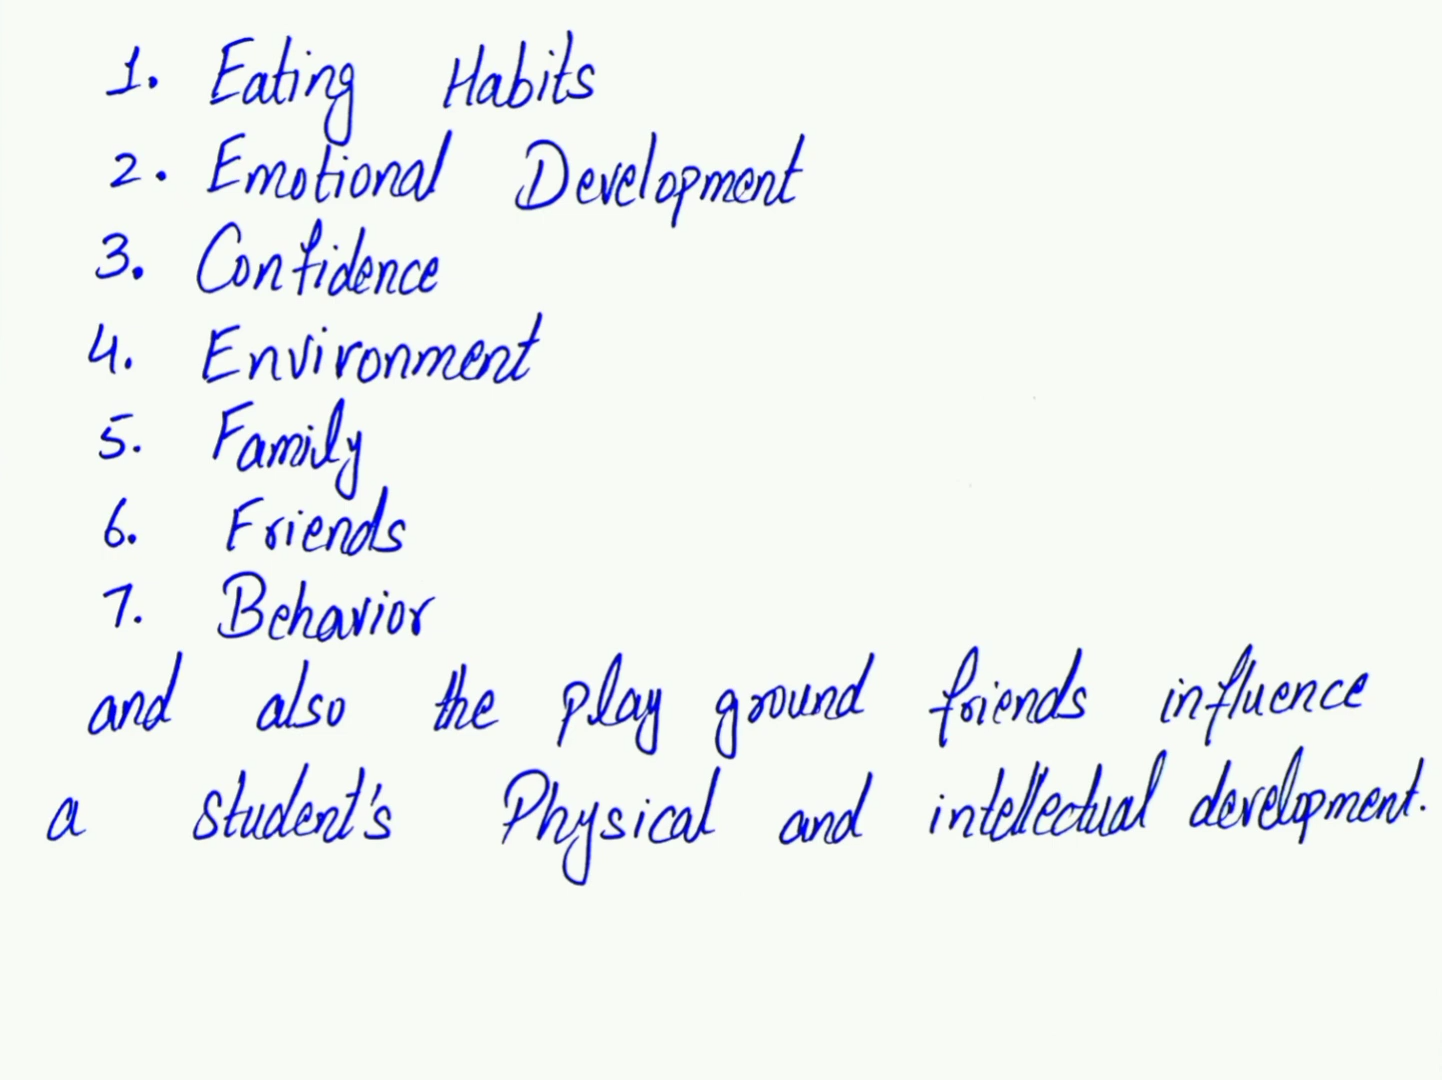 1. Eating Habits
2. Emotional Development
3. Confidence
4. Environment
5. Family
6. Friends
7. Behavior
and also the play ground friends influence
a student's Physical and intellectual development.